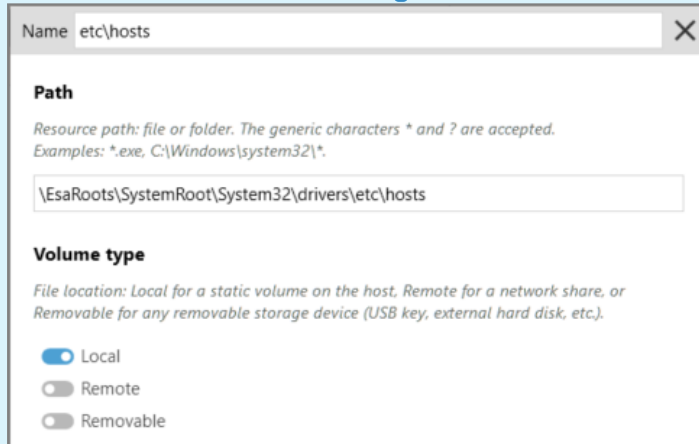 Name etc\hosts
Path
Resource path: file or folder. The generic characters * and ? are accepted.
Examples: *.exe, C:\Windows\system32\*.
\EsaRoots\SystemRoot\System32\drivers\etc\hosts
Volume type
File location: Local for a static volume on the host, Remote for a network share, or
Removable for any removable storage device (USB key, external hard disk, etc.).
Local
Remote
Removable